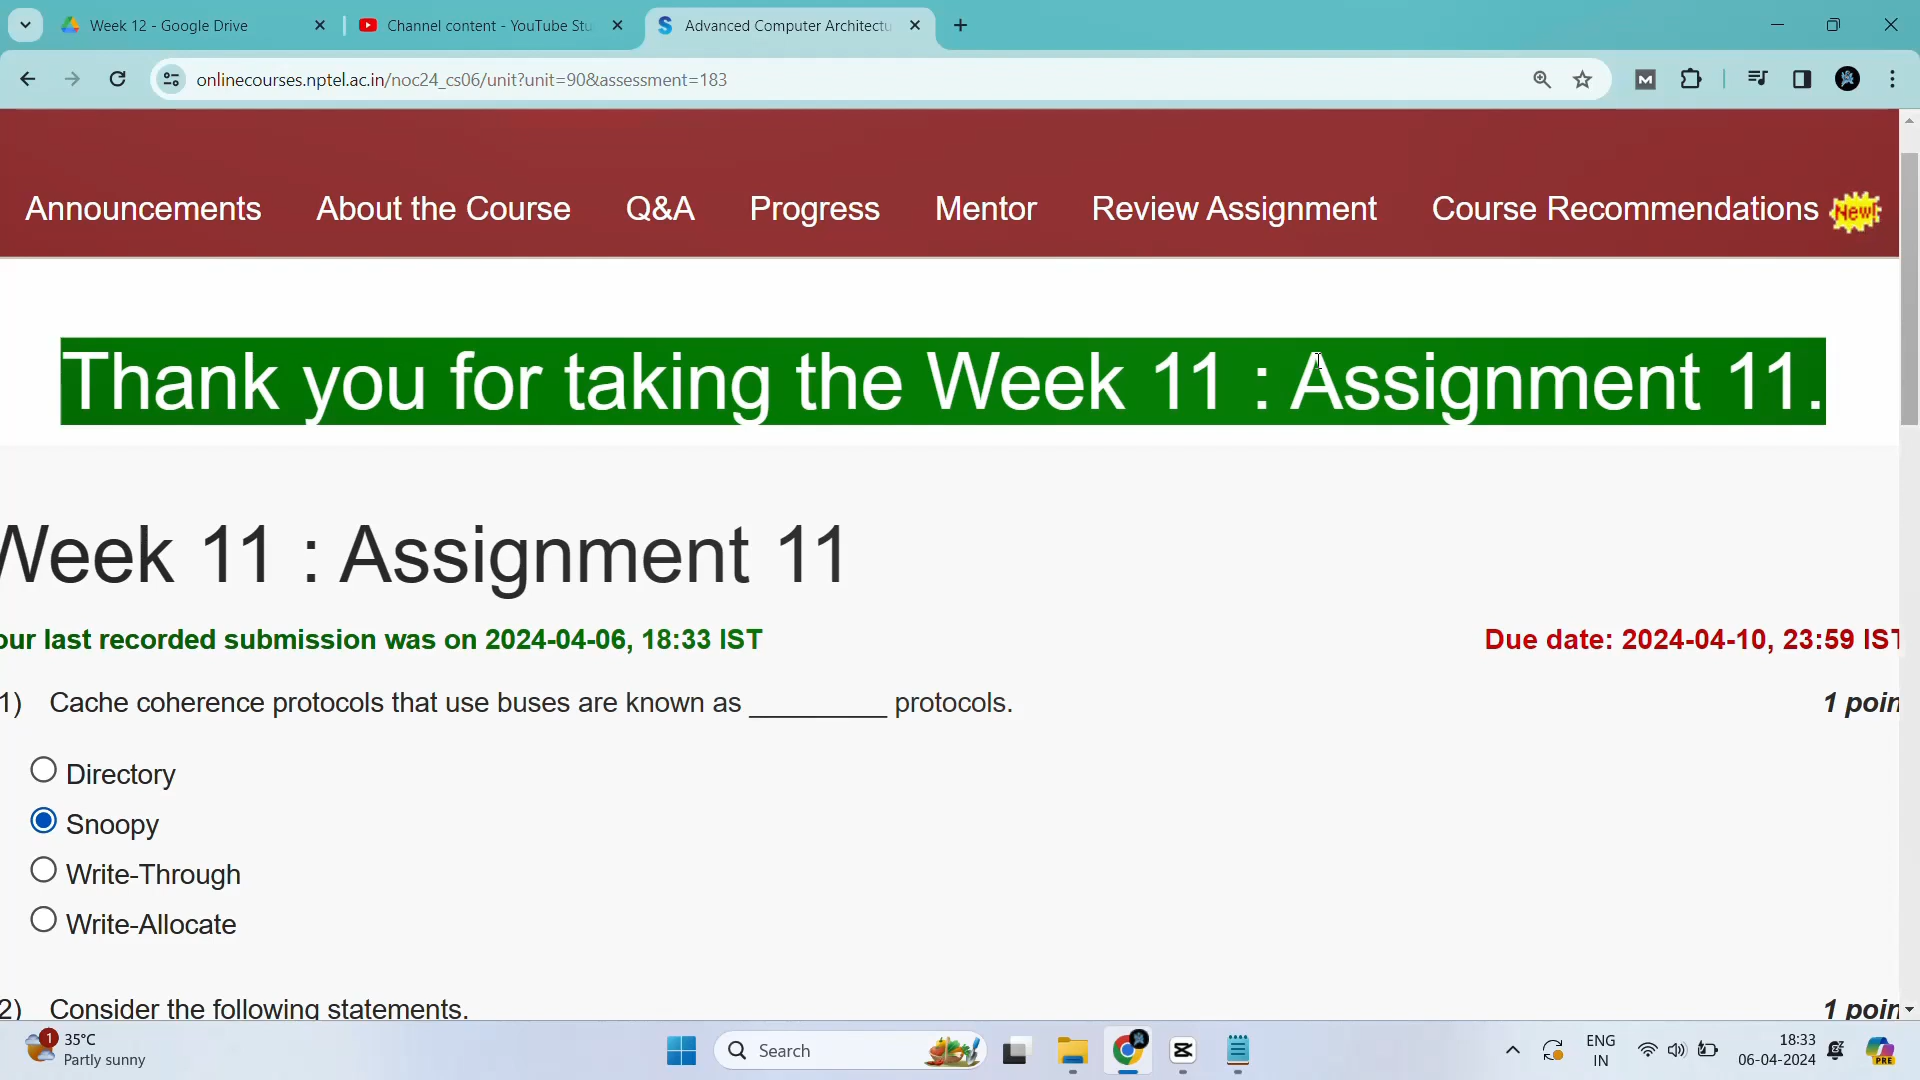 Week 12 - Google Drive
Channel content - YouTube Stu
Advanced Computer Architectu
onlinecourses.nptel.ac.in/noc24_cs06/unit?unit=90&assessment=183
M
Announcements About the Course Q&A Progress Mentor Review Assignment Course Recommendations New!
Thank you for taking the Week 11 : Assignment 11.
Week 11 : Assignment 11
our last recorded submission was on 2024-04-06, 18:33 IST
Due date: 2024-04-10, 23:59 IST
1) Cache coherence protocols that use buses are known as _________ protocols.
1 poin
Directory
Snoopy
Write-Through
Write-Allocate
2) Consider the following statements.
1 poin
1
35°C
Partly sunny
Search
ENG
IN
18:33
06-04-2024
PRE